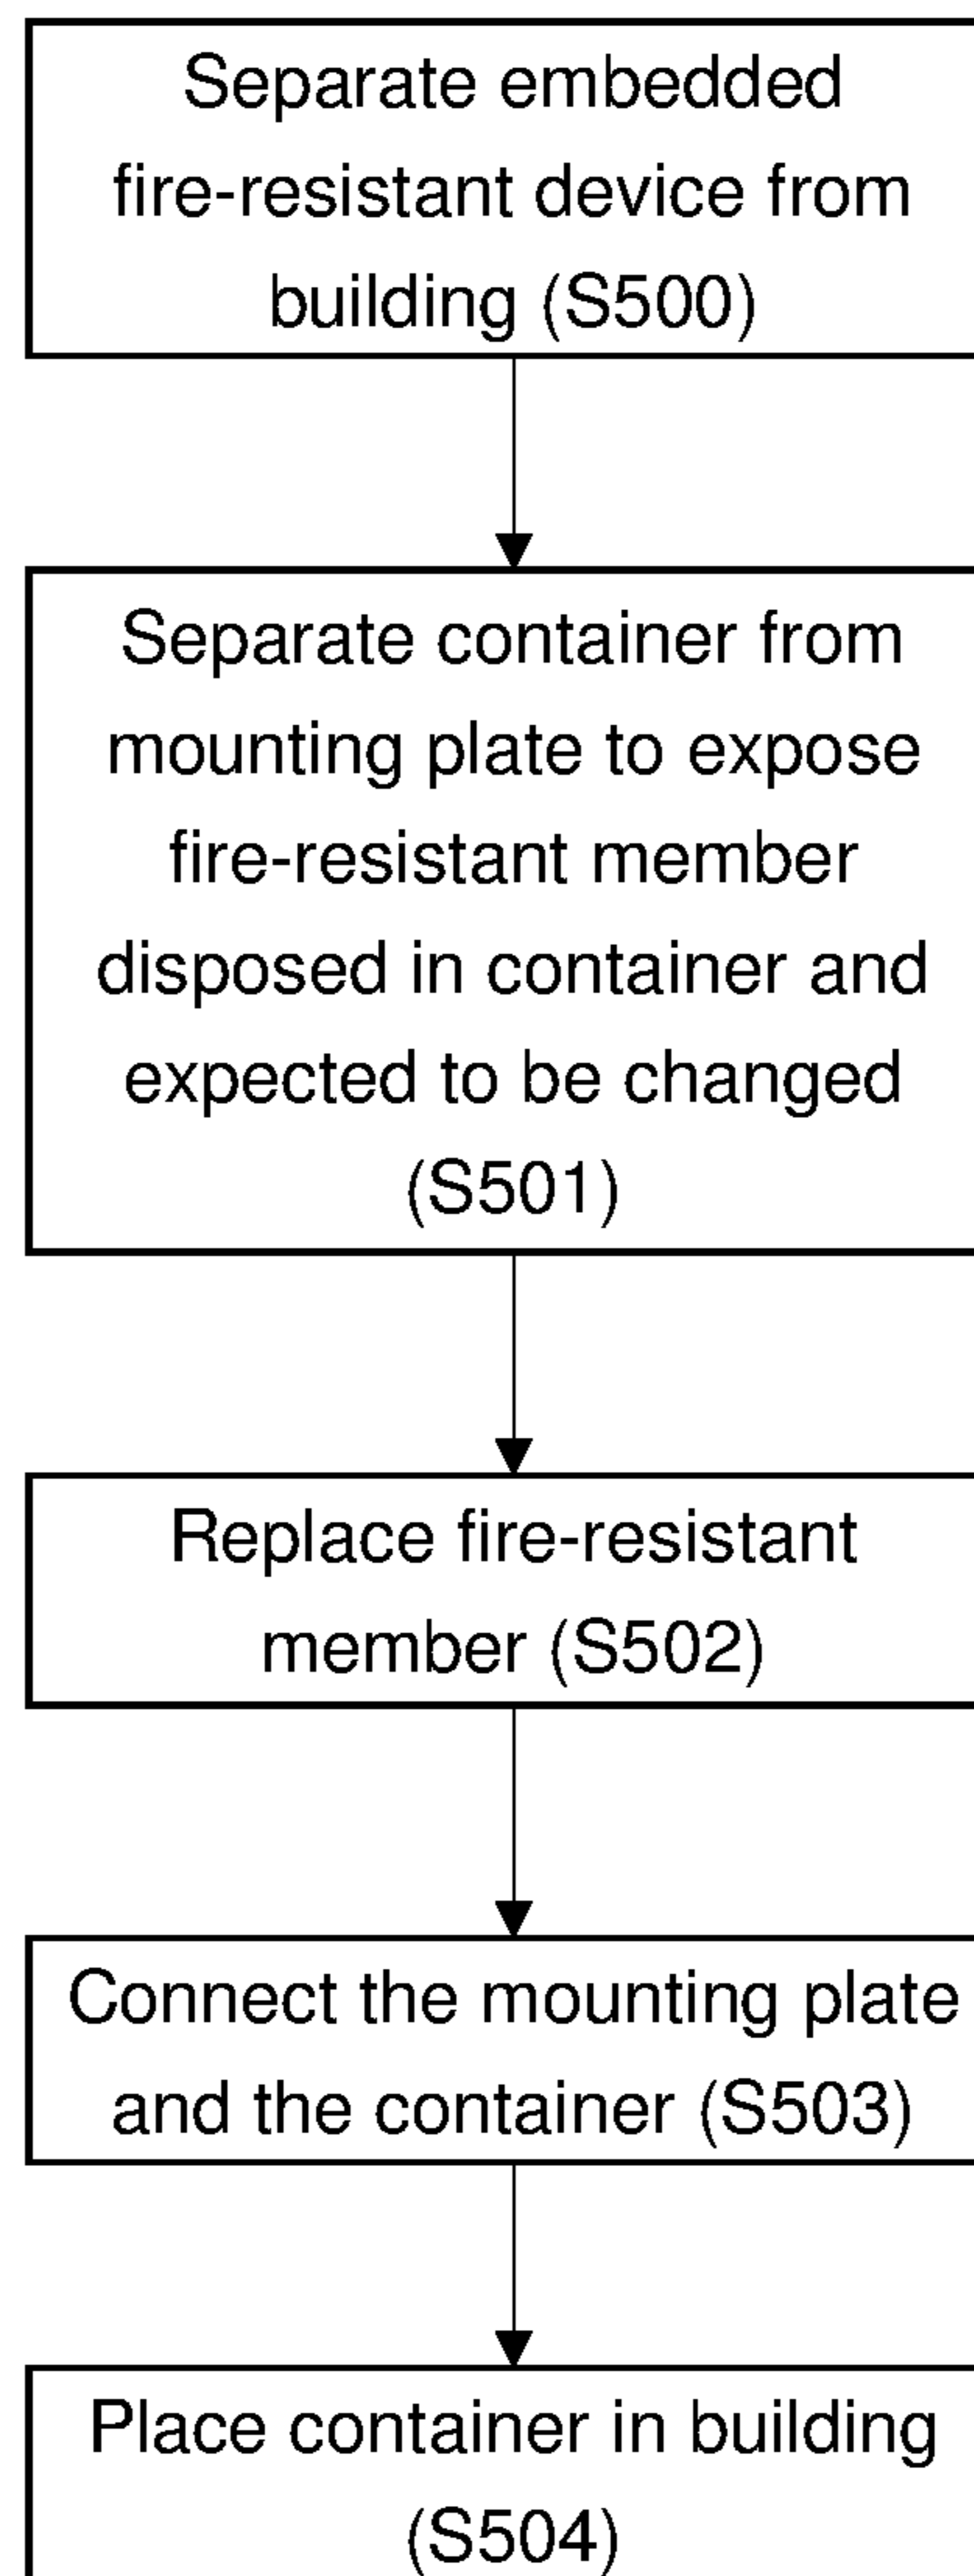 Separate embedded
fire-resistant device from
building (S500)
Separate container from
mounting plate to expose
fire-resistant member
disposed in container and
expected to be changed
(S501)
Replace fire-resistant
member (S502)
Connect the mounting plate
and the container (S503)
Place container in building
(S504)